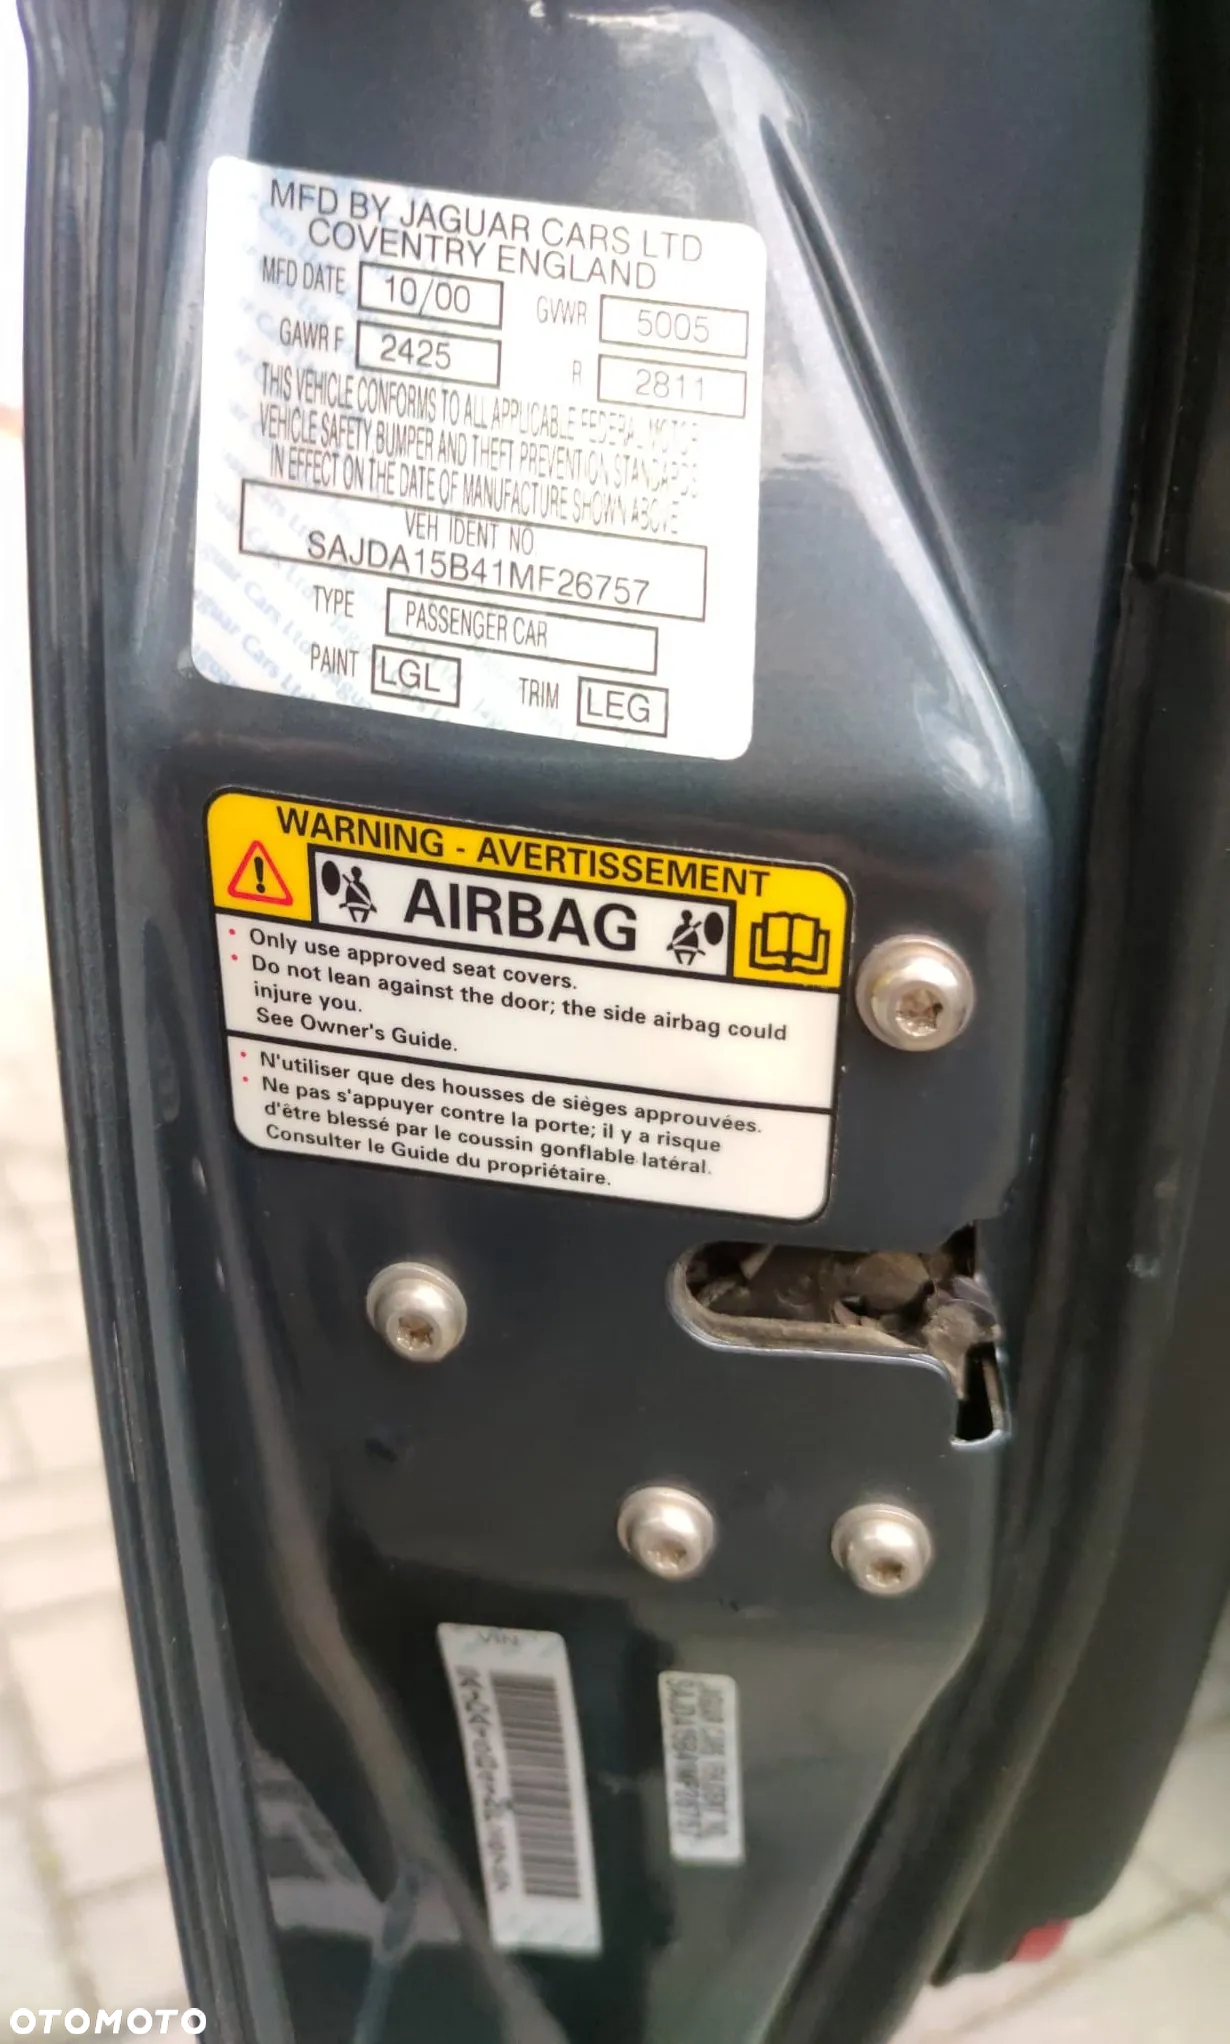 MFD BY JAGUAR CARS LTD
COVENTRY ENGLAND
MFD DATE 10/00 GVWR 5005
GAWR F 2425 R 2811
THIS VEHICLE CONFORMS TO ALL APPLICABLE FEDERAL MOTOR
VEHICLE SAFETY, BUMPER AND THEFT PREVENTION STANDARDS
IN EFFECT ON THE DATE OF MANUFACTURE SHOWN ABOVE
VEH IDENT NO
SAJDA15B41MF26757
TYPE PASSENGER CAR
PAINT LGL TRIM LEG
WARNING - AVERTISSEMENT
AIRBAG
• Only use approved seat covers.
• Do not lean against the door; the side airbag could
injure you.
See Owner's Guide.
• N'utiliser que des housses de sièges approuvées.
• Ne pas s'appuyer contre la porte; il y a risque
d'être blessé par le coussin gonflable latéral.
Consulter le Guide du propriétaire.
VIN
OTOMOTO